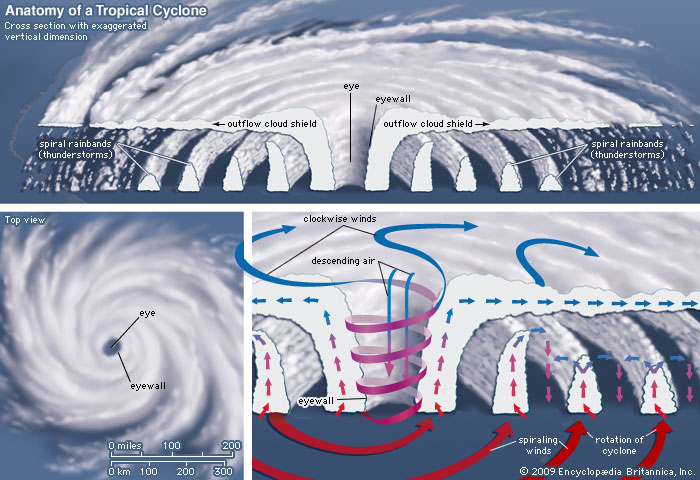 Anatomy of a Tropical Cyclone
Cross section with exaggerated
vertical dimension
eye
eyewall
outflow cloud shield
outflow cloud shield
spiral rainbands
(thunderstorms)
spiral rainbands
(thunderstorms)
Top view
eye
eyewall
0 miles 100 200
0 km 100 200 300
clockwise winds
descending air
eyewall
spiraling
winds
rotation of
cyclone
© 2009 Encyclopædia Britannica, Inc.